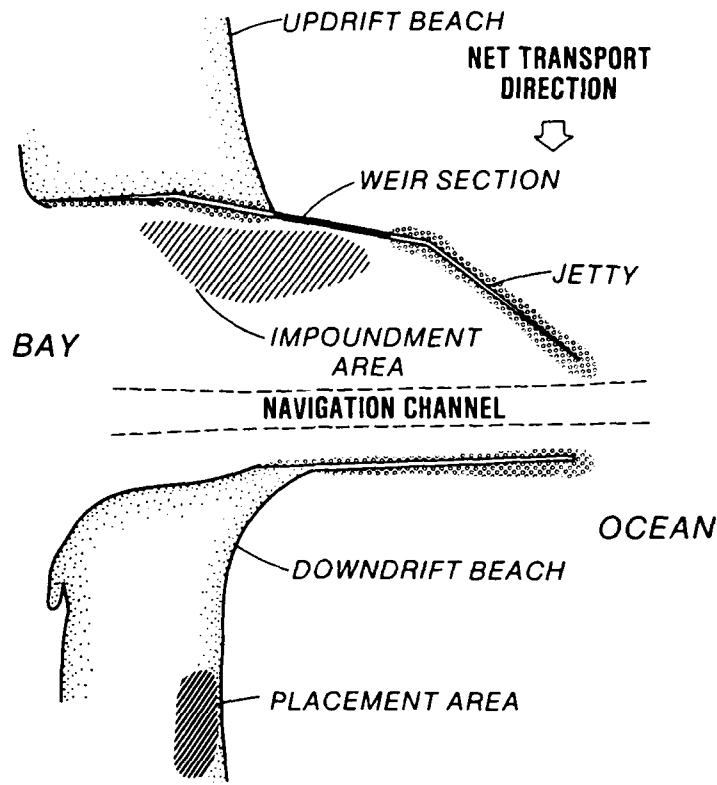 UPDRIFT BEACH
NET TRANSPORT
DIRECTION
WEIR SECTION
JETTY
IMPOUNDMENT
AREA
BAY
NAVIGATION CHANNEL
OCEAN
DOWNDRIFT BEACH
PLACEMENT AREA